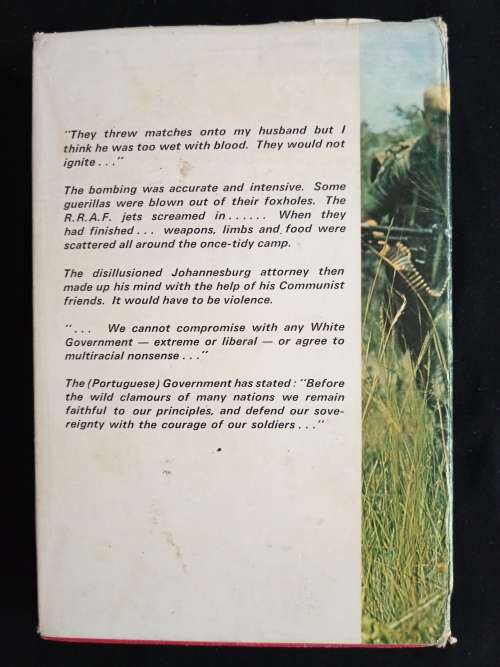 "They threw matches onto my husband but I
think he was too wet with blood. They would not
ignite . . ."
The bombing was accurate and intensive. Some
guerillas were blown out of their foxholes. The
R.R.A.F. jets screamed in . . . . . . When they
had finished . . . weapons, limbs and food were
scattered all around the once-tidy camp.
The disillusioned Johannesburg attorney then
made up his mind with the help of his Communist
friends. It would have to be violence.
". . . We cannot compromise with any White
Government — extreme or liberal — or agree to
multiracial nonsense . . ."
The (Portuguese) Government has stated : "Before
the wild clamours of many nations we remain
faithful to our principles, and defend our sove-
reignty with the courage of our soldiers . . ."